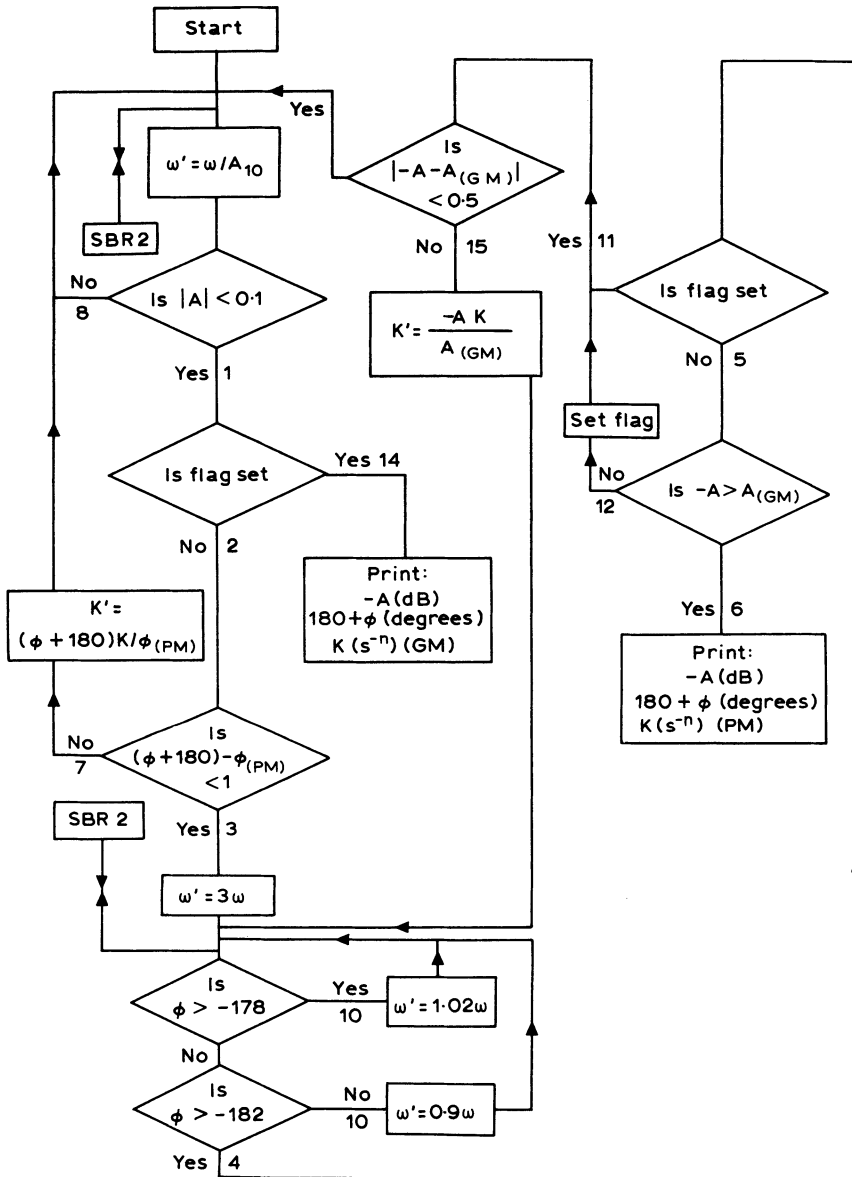 Start
Yes
ω' = ω/A₁₀
SBR 2
Is
|-A-A(GM)|
<0·5
No 15
Yes 11
No
8
Is |A| <0·1
K' = -A K / A(GM)
Is flag set
Yes 1
No 5
Set flag
Is flag set
Yes 14
No
12
Is -A> A(GM)
No 2
Print:
-A(dB)
180+ϕ (degrees)
K(s⁻ⁿ) (GM)
K' =
(ϕ+180)K/ϕ(PM)
Yes 6
Print:
-A(dB)
180 + ϕ (degrees)
K(s⁻ⁿ) (PM)
No
7
Is
(ϕ+180)-ϕ(PM)
<1
SBR 2
Yes 3
ω' = 3ω
Is
ϕ > -178
Yes
10
ω' = 1·02ω
No
Is
ϕ > -182
No
10
ω' = 0·9ω
Yes 4